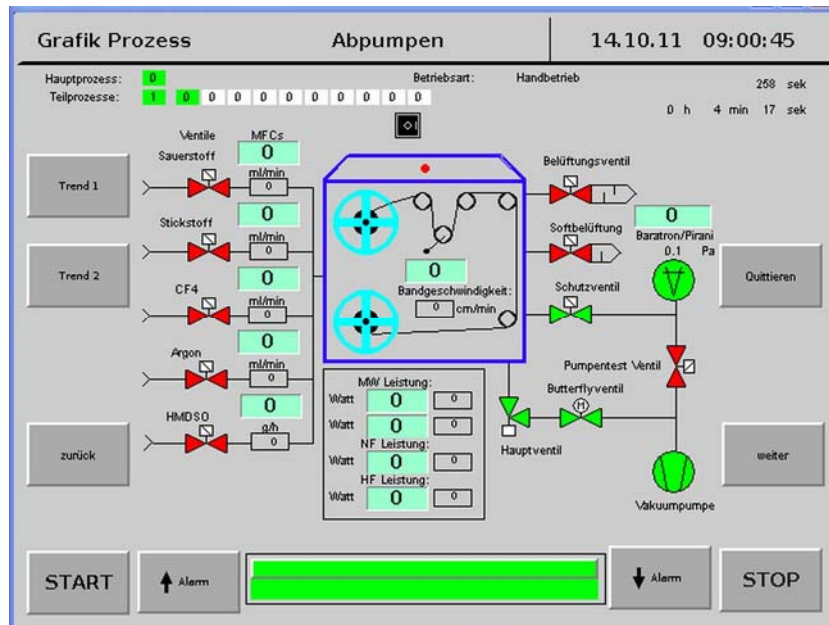 Grafik Prozess Abpumpen 14.10.11 09:00:45
Hauptprozess: 0 Betriebsart: Handbetrieb 258 sek
Teilprozesse: 1 0 0 0 0 0 0 0 0 0 0 0 h 4 min 17 sek
Ventile MFCs
Sauerstoff 0
ml/min
0
Trend 1
Stickstoff 0
ml/min
0
Trend 2
CF4 0
ml/min
0
Argon 0
ml/min
0
HMDSO 0
g/h
0
zurück
0
Bandgeschwindigkeit:
0 cm/min
MW Leistung:
Watt 0 0
Watt 0 0
NF Leistung:
Watt 0 0
HF Leistung:
Watt 0 0
Belüftungsventil
Softbelüftung
0
Baratron/Pirani
0.1 Pa
Schutzventil
Quittieren
Pumpentest Ventil
Butterflyventil
M
Hauptventil
Vakuumpumpe
weiter
START Alarm Alarm STOP